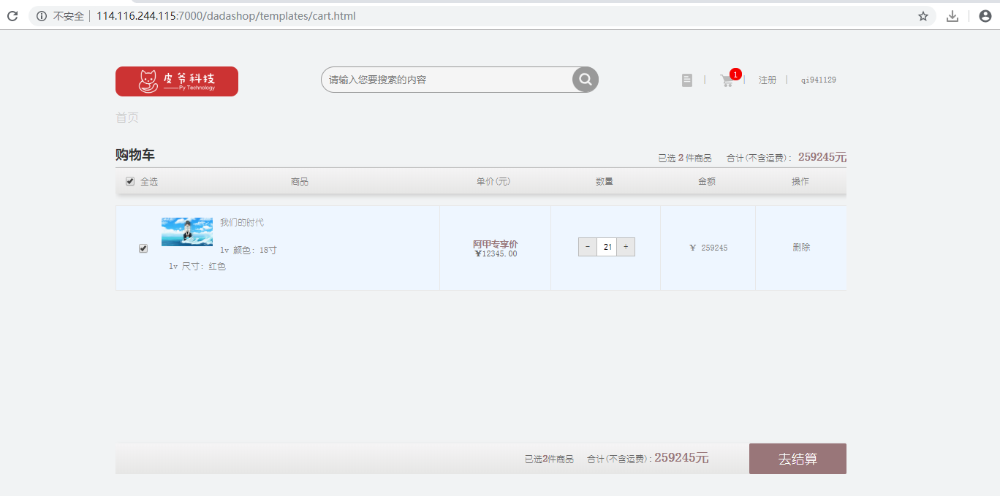 不安全 114.116.244.115:7000/dadashop/templates/cart.html
皮爷科技
Py Technology
请输入您要搜索的内容
1
注册
qi941129
首页
购物车
已选 2 件商品 合计(不含运费): 259245元
全选 商品 单价(元) 数量 金额 操作
我们的时代
lv 颜色: 18寸
lv 尺寸: 红色
阿甲专享价
¥12345.00
- 21 +
¥ 259245
删除
已选2件商品 合计(不含运费): 259245元
去结算